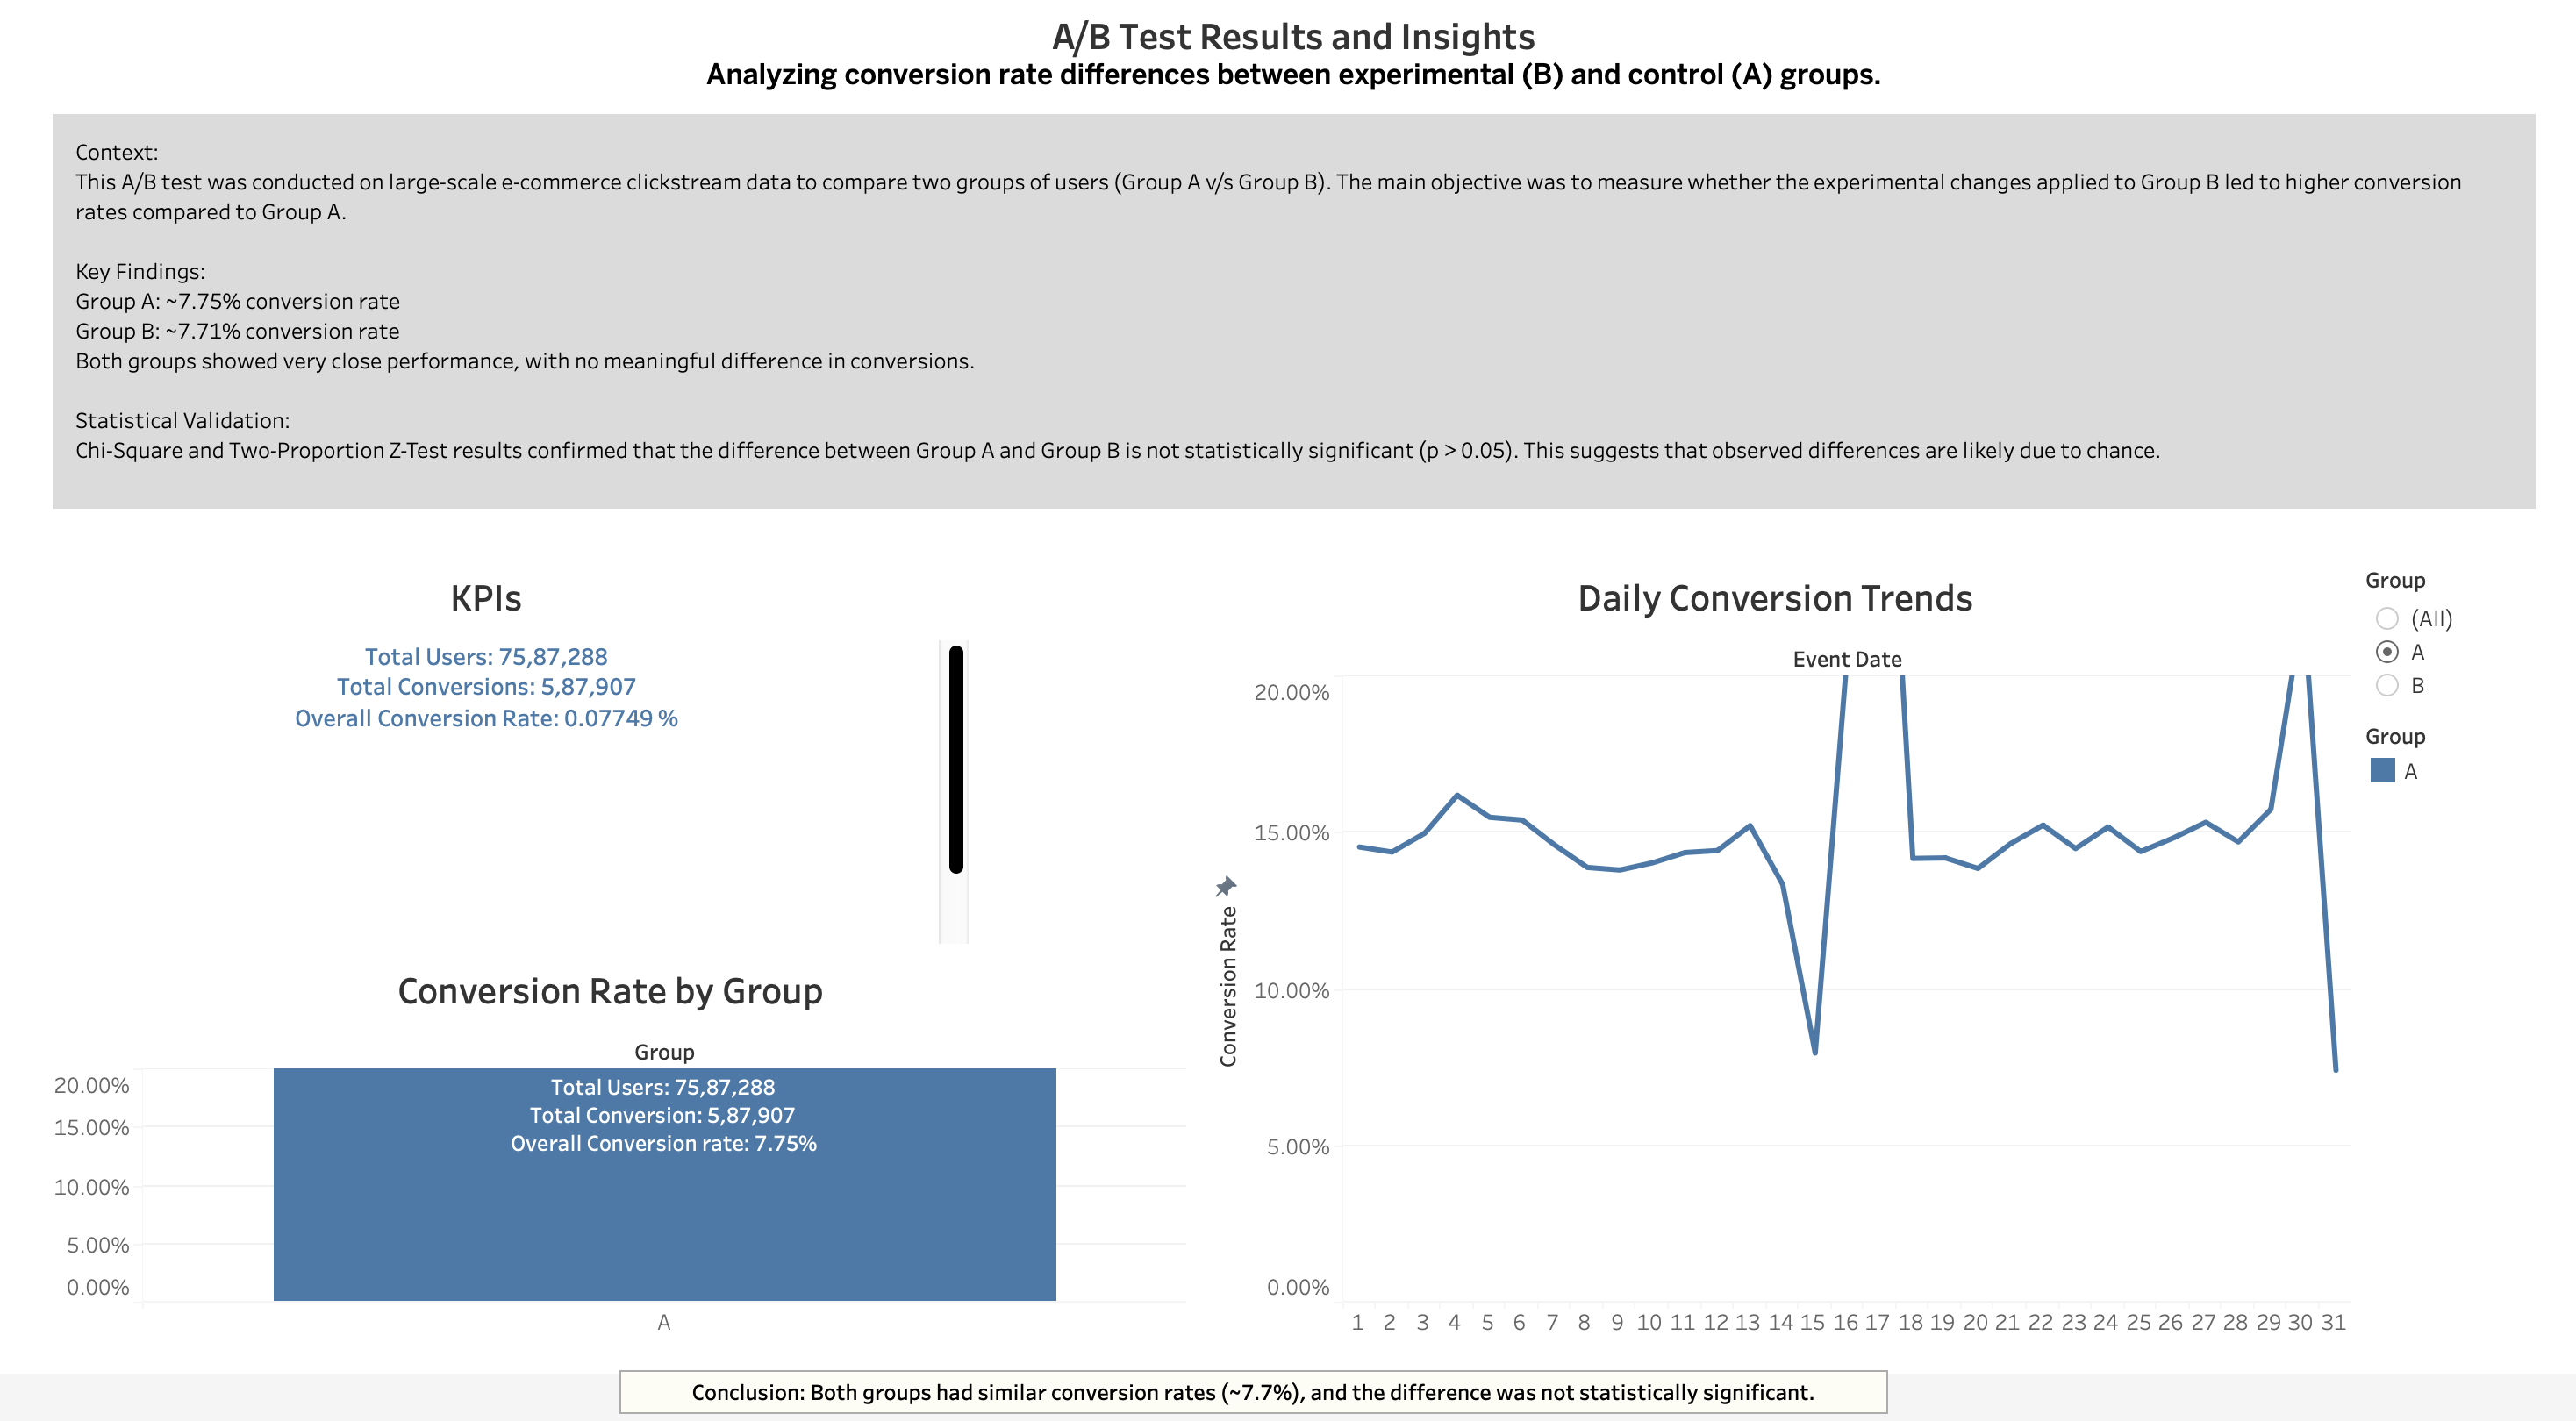 A/B Test Results and Insights
Analyzing conversion rate differences between experimental (B) and control (A) groups.
Context:
This A/B test was conducted on large-scale e-commerce clickstream data to compare two groups of users (Group A v/s Group B). The main objective was to measure whether the experimental changes applied to Group B led to higher conversion
rates compared to Group A.
Key Findings:
Group A: ~7.75% conversion rate
Group B: ~7.71% conversion rate
Both groups showed very close performance, with no meaningful difference in conversions.
Statistical Validation:
Chi-Square and Two-Proportion Z-Test results confirmed that the difference between Group A and Group B is not statistically significant (p > 0.05). This suggests that observed differences are likely due to chance.
KPIs
Total Users: 75,87,288
Total Conversions: 5,87,907
Overall Conversion Rate: 0.07749 %
Conversion Rate by Group
Group
20.00%
15.00%
10.00%
5.00%
0.00%
Total Users: 75,87,288
Total Conversion: 5,87,907
Overall Conversion rate: 7.75%
A
Daily Conversion Trends
Event Date
Conversion Rate
20.00%
15.00%
10.00%
5.00%
0.00%
1 2 3 4 5 6 7 8 9 10 11 12 13 14 15 16 17 18 19 20 21 22 23 24 25 26 27 28 29 30 31
Group
(All)
A
B
Group
A
Conclusion: Both groups had similar conversion rates (~7.7%), and the difference was not statistically significant.